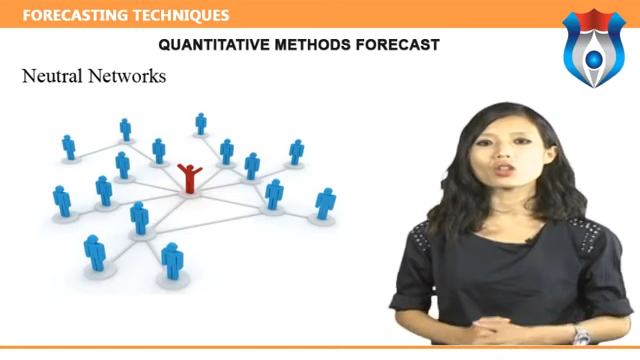 FORECASTING TECHNIQUES
QUANTITATIVE METHODS FORECAST
Neutral Networks